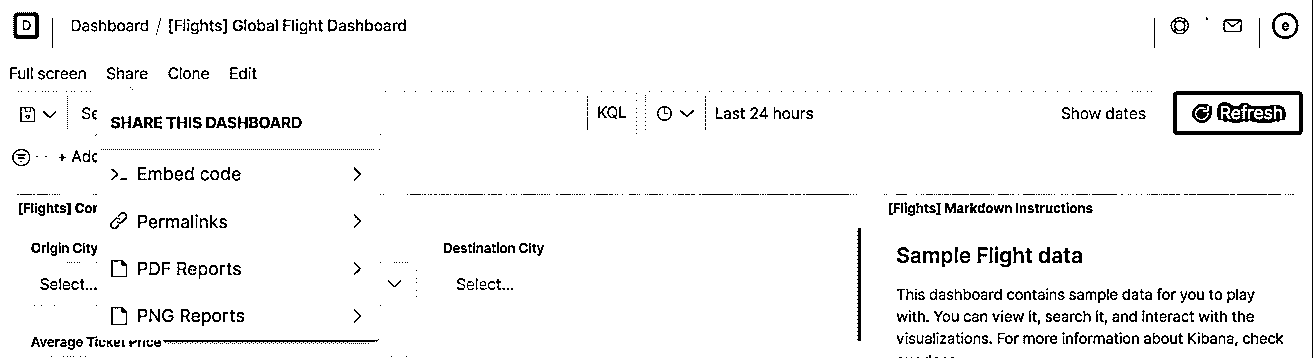 D Dashboard / [Flights] Global Flight Dashboard e
Full screen Share Clone Edit
KQL Last 24 hours Show dates Refresh
SHARE THIS DASHBOARD
Embed code
Permalinks
PDF Reports
PNG Reports
[Flights]
Origin City
Select...
Average Ticket Price
Destination City
Select...
[Flights] Markdown Instructions
Sample Flight data
This dashboard contains sample data for you to play
with. You can view it, search it, and interact with the
visualizations. For more information about Kibana, check